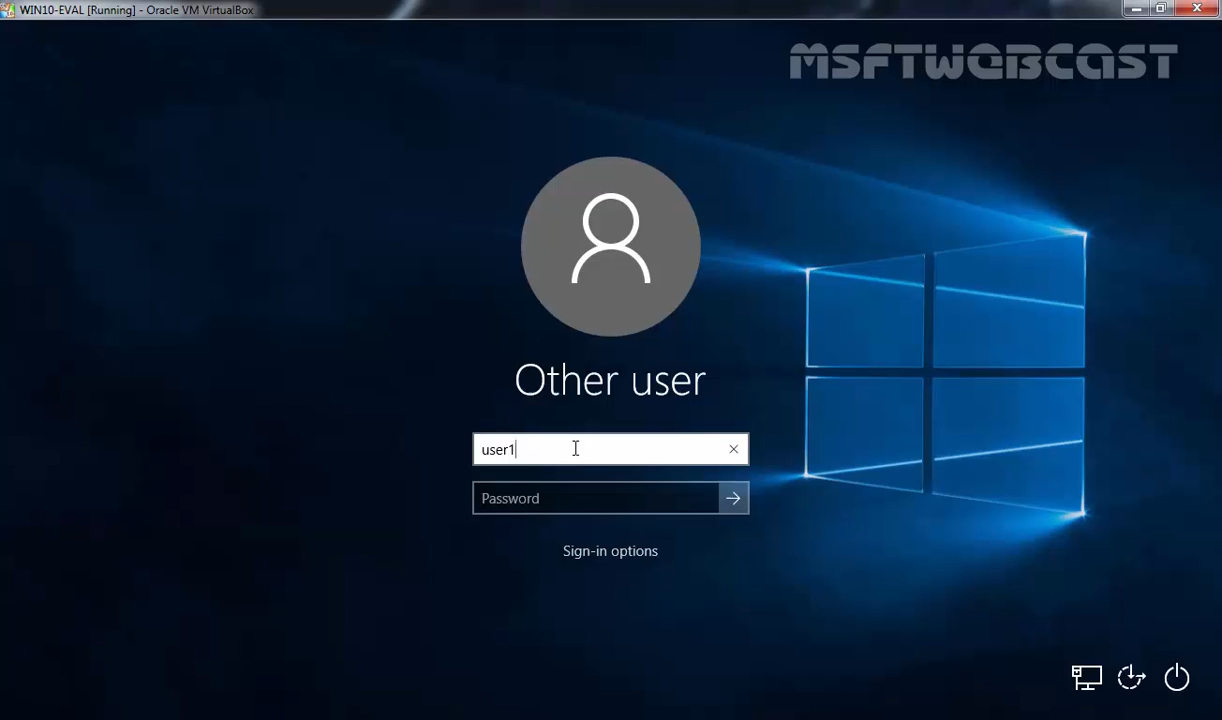 WIN10-EVAL [Running] - Oracle VM VirtualBox
MSFTWEBCAST
Other user
user1
Password
Sign-in options